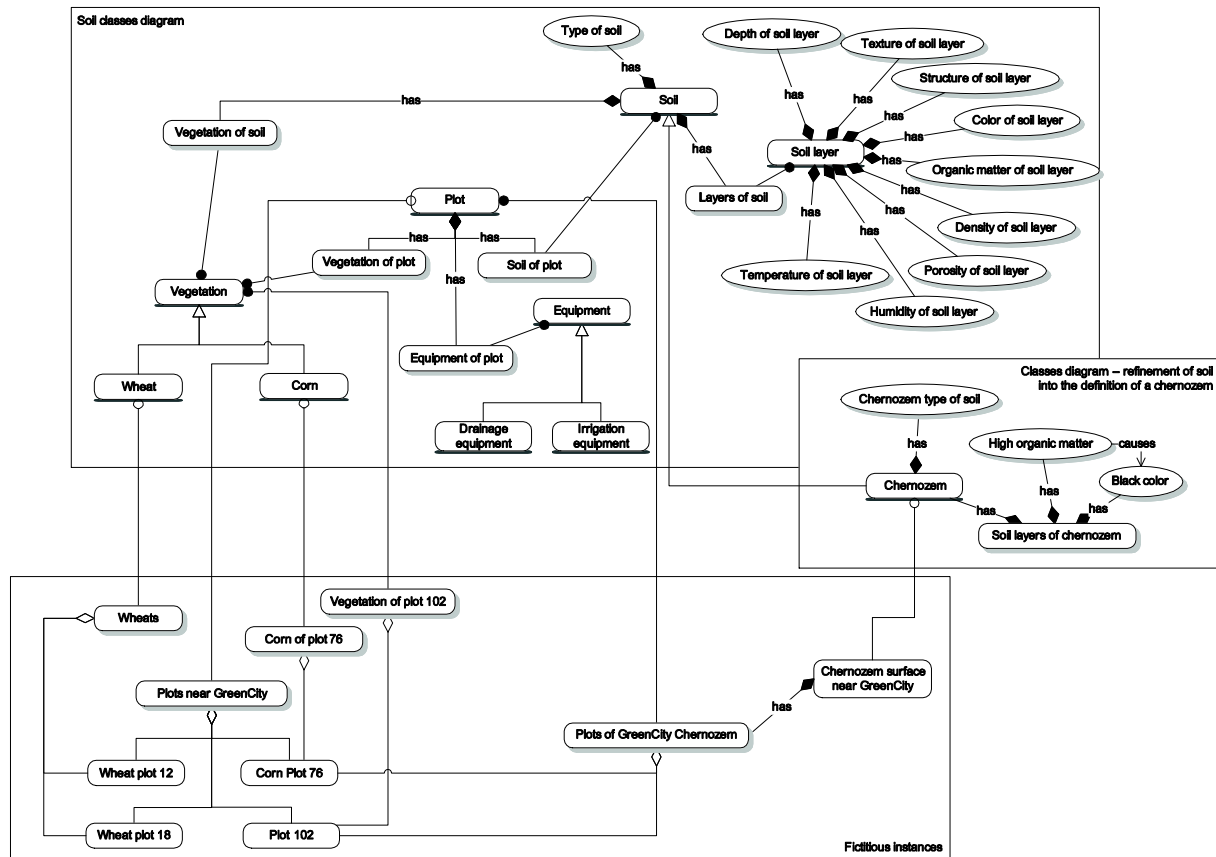 Soil classes diagram
Type of soil
Depth of soil layer
Texture of soil layer
has
has
has
Structure of soil layer
has
has
Soil
has
Color of soil layer
Vegetation of soil
has
Soil layer
has
Organic matter of soil layer
Plot
Layers of soil
has
has
has
has
has
has
Density of soil layer
Vegetation of plot
Soil of plot
has
Temperature of soil layer
Porosity of soil layer
Vegetation
Equipment
Humidity of soil layer
Equipment of plot
Wheat
Corn
Classes diagram – refinement of soil
into the definition of a chernozem
Chernozem type of soil
Drainage
equipment
Irrigation
equipment
has
High organic matter
causes
Chernozem
Black color
has
has
has
Soil layers of chernozem
Vegetation of plot 102
Wheats
Corn of plot 76
Chernozem surface
near GreenCity
Plots near GreenCity
has
Plots of GreenCity Chernozem
Wheat plot 12
Corn Plot 76
Wheat plot 18
Plot 102
Fictitious instances